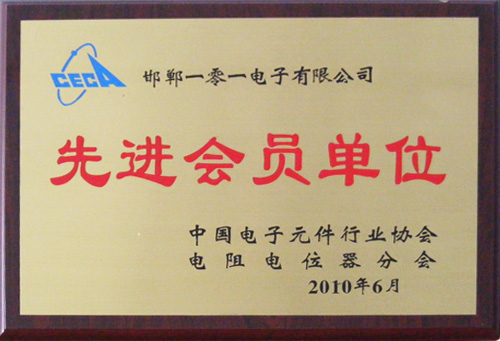 CECA
邯郸一零一电子有限公司
先进会员单位
中国电子元件行业协会
电阻电位器分会
2010年6月